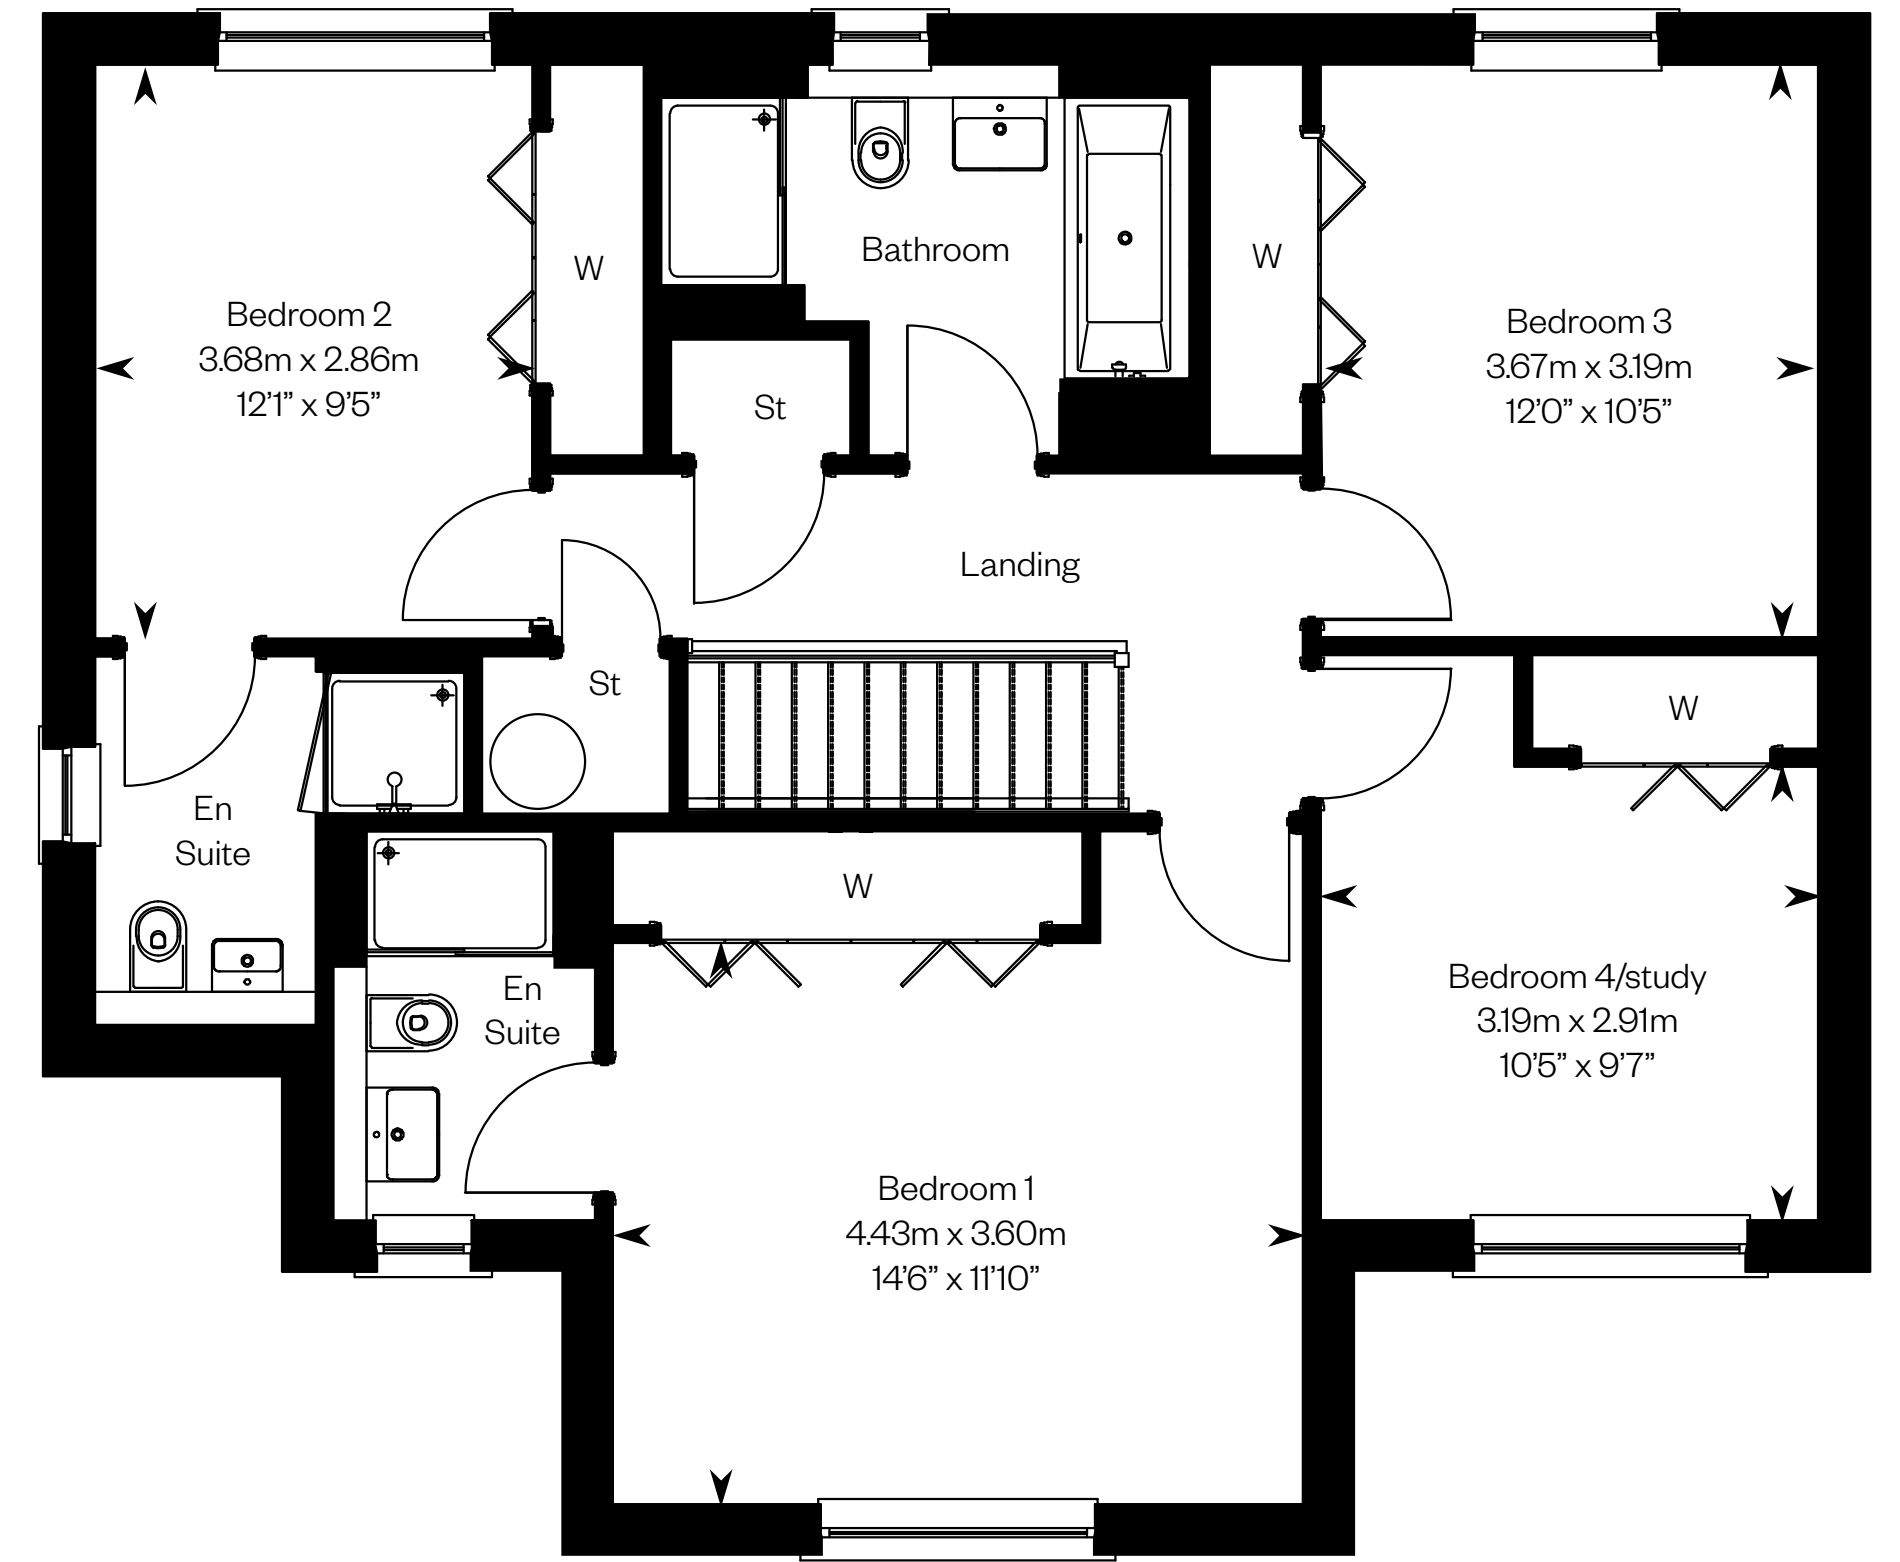 Bathroom
W
W
Bedroom 2
3.68m x 2.86m
12'1” x 9'5”
Bedroom 3
3.67m x 3.19m
12'0” x 10'5”
St
Landing
St
W
En
Suite
W
En
Suite
Bedroom 4/study
3.19m x 2.91m
10'5” x 9'7”
Bedroom 1
4.43m x 3.60m
14'6” x 11'10”